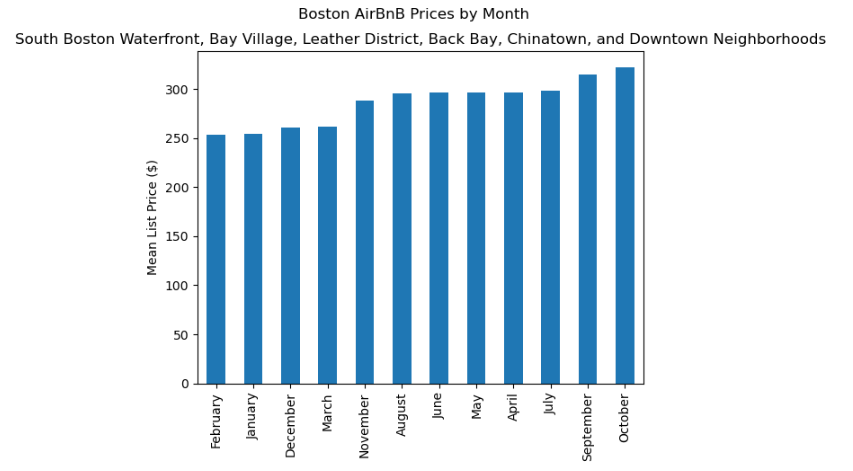 Boston AirBnB Prices by Month
South Boston Waterfront, Bay Village, Leather District, Back Bay, Chinatown, and Downtown Neighborhoods
300
250
200
150
100
50
0
Mean List Price ($)
February
January
December
March
November
August
June
May
April
July
September
October